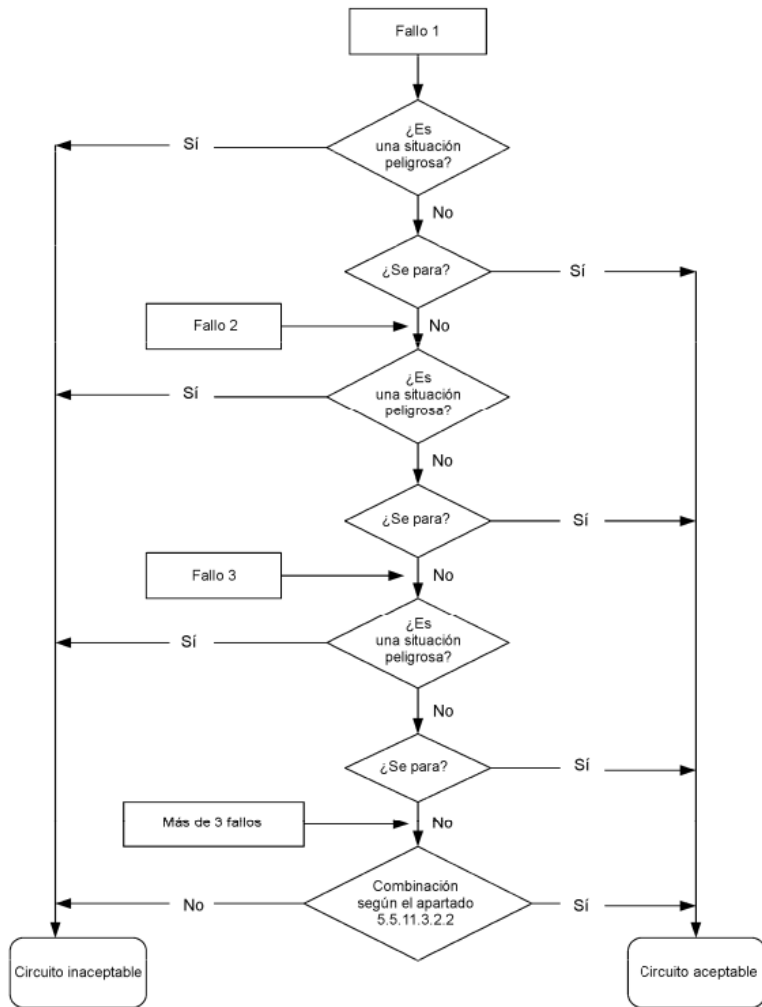 Fallo 1
¿Es
una situación
peligrosa?
Sí
No
¿Se para?
Sí
Fallo 2
No
¿Es
una situación
peligrosa?
Sí
No
¿Se para?
Sí
Fallo 3
No
¿Es
una situación
peligrosa?
Sí
No
¿Se para?
Sí
Más de 3 fallos
No
Combinación
según el apartado
5.5.11.3.2.2
No
Sí
Circuito inaceptable
Circuito aceptable